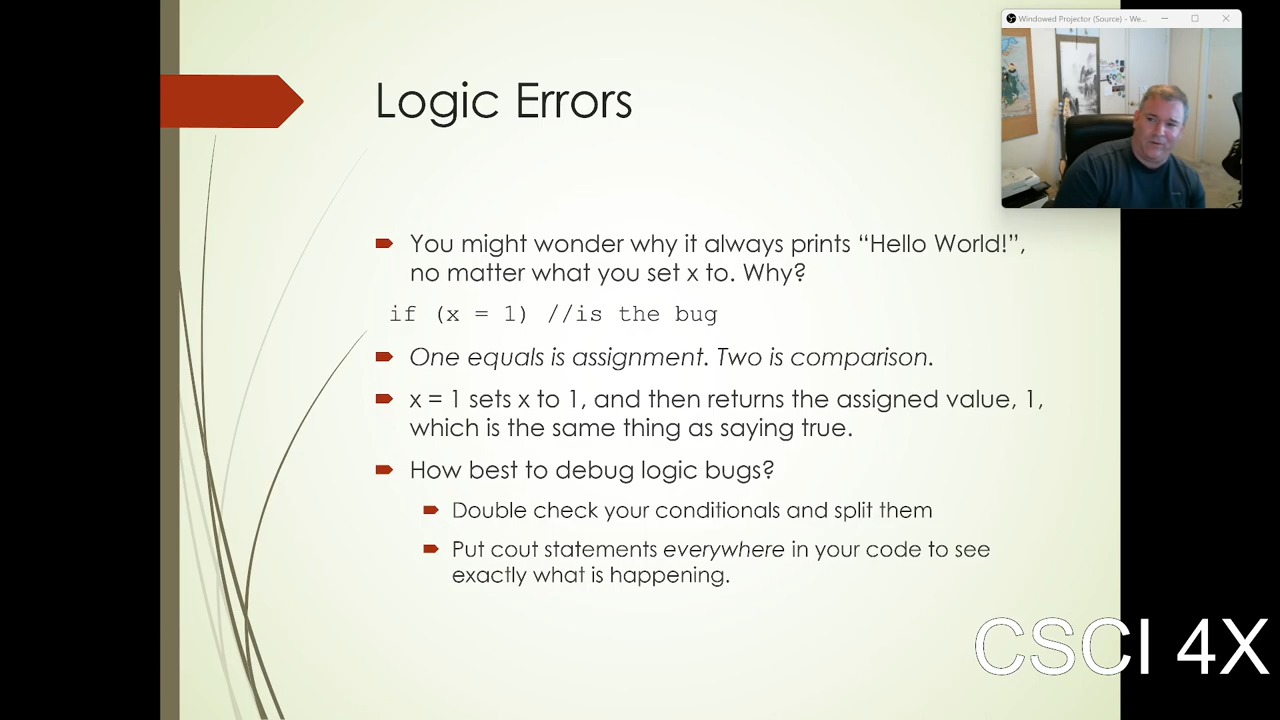 Windowed Projector (Source) - We...
Logic Errors
You might wonder why it always prints “Hello World!”,
no matter what you set x to. Why?
if (x = 1) //is the bug
One equals is assignment. Two is comparison.
x = 1 sets x to 1, and then returns the assigned value, 1,
which is the same thing as saying true.
How best to debug logic bugs?
Double check your conditionals and split them
Put cout statements everywhere in your code to see
exactly what is happening.
CSCI 4X